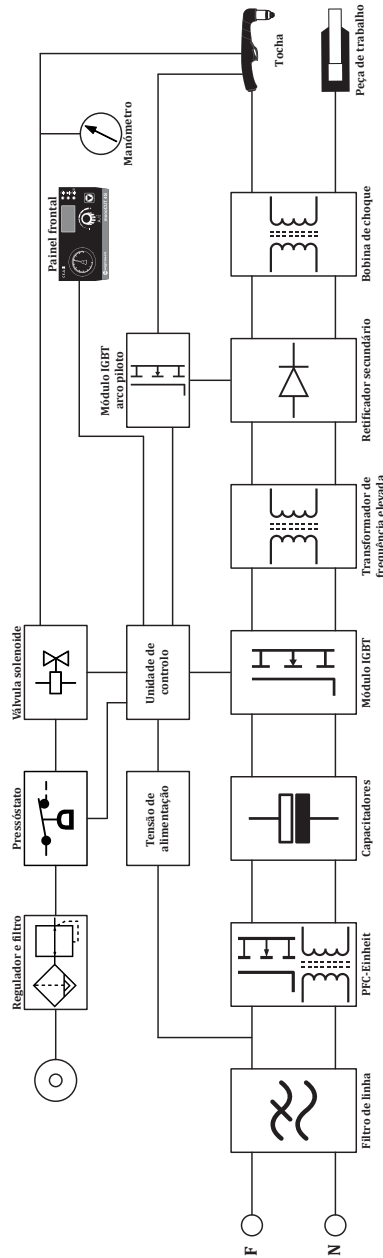 Tocha
Peça de trabalho
Manómetro
Painel frontal
Bobina de choque
Módulo IGBT
arco piloto
Retificador secundário
Transformador de
frequência elevada
Válvula solenoide
Unidade de
controlo
Módulo IGBT
Pressóstato
Tensão de
alimentação
Capacitadores
Regulador e filtro
PFC-Einheit
Filtro de linha
F
N